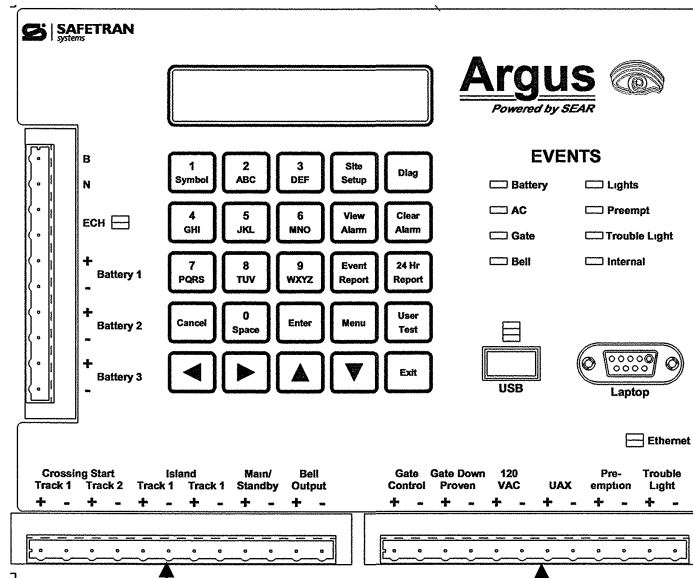 SAFETRAN
systems
Argus
Powered by SEAR
EVENTS
Battery
Lights
AC
Preempt
Gate
Trouble Light
Bell
Internal
B
N
ECH
+
Battery 1
-
+
Battery 2
-
+
Battery 3
-
1
Symbol
2
ABC
3
DEF
Site
Setup
Diag
4
GHI
5
JKL
6
MNO
View
Alarm
Clear
Alarm
7
PQRS
8
TUV
9
WXYZ
Event
Report
24 Hr
Report
Cancel
0
Space
Enter
Menu
User
Test
Exit
USB
Laptop
Ethernet
Crossing Start
Track 1 Track 2
Island
Track 1 Track 1
Main/
Standby
Bell
Output
+ - + - + - + - + - + -
Gate
Control
Gate Down
Proven
120
VAC
UAX
Pre-
emption
Trouble
Light
+ - + - + - + - + - + -